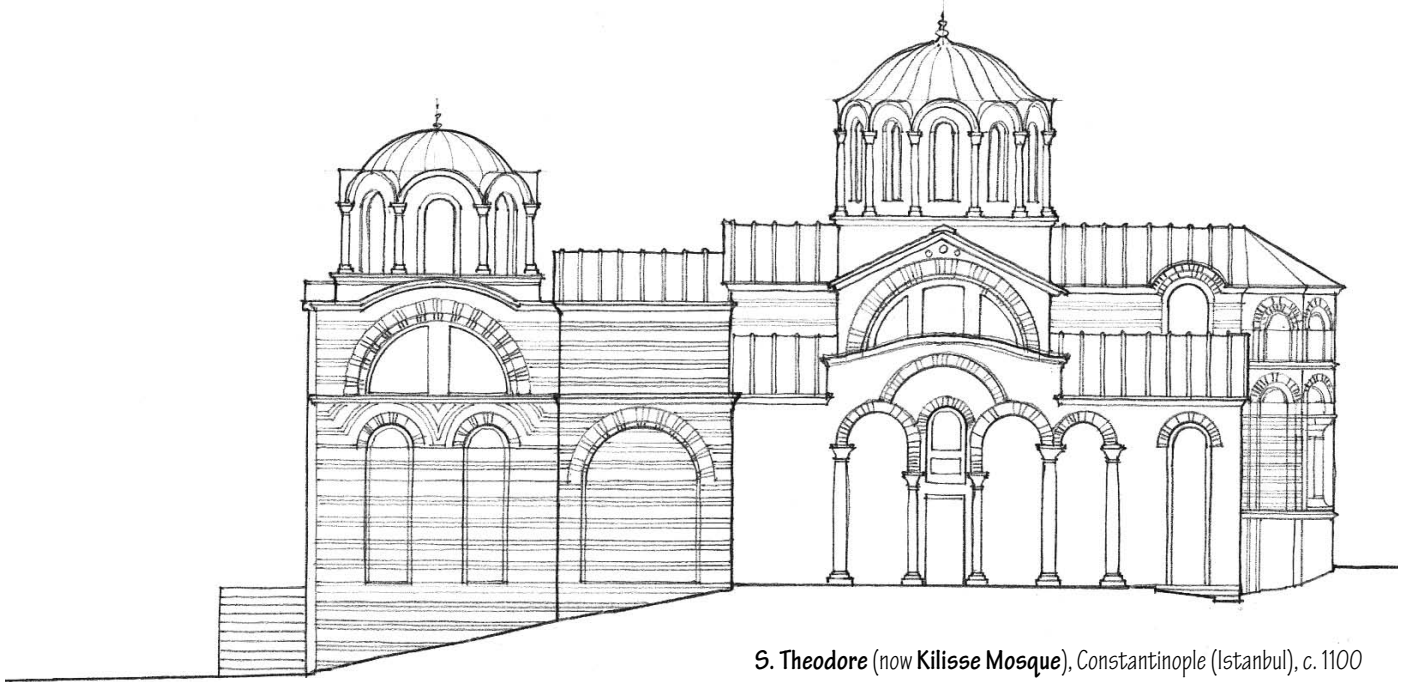 S. Theodore (now Kilisse Mosque), Constantinople (Istanbul), c. 1100